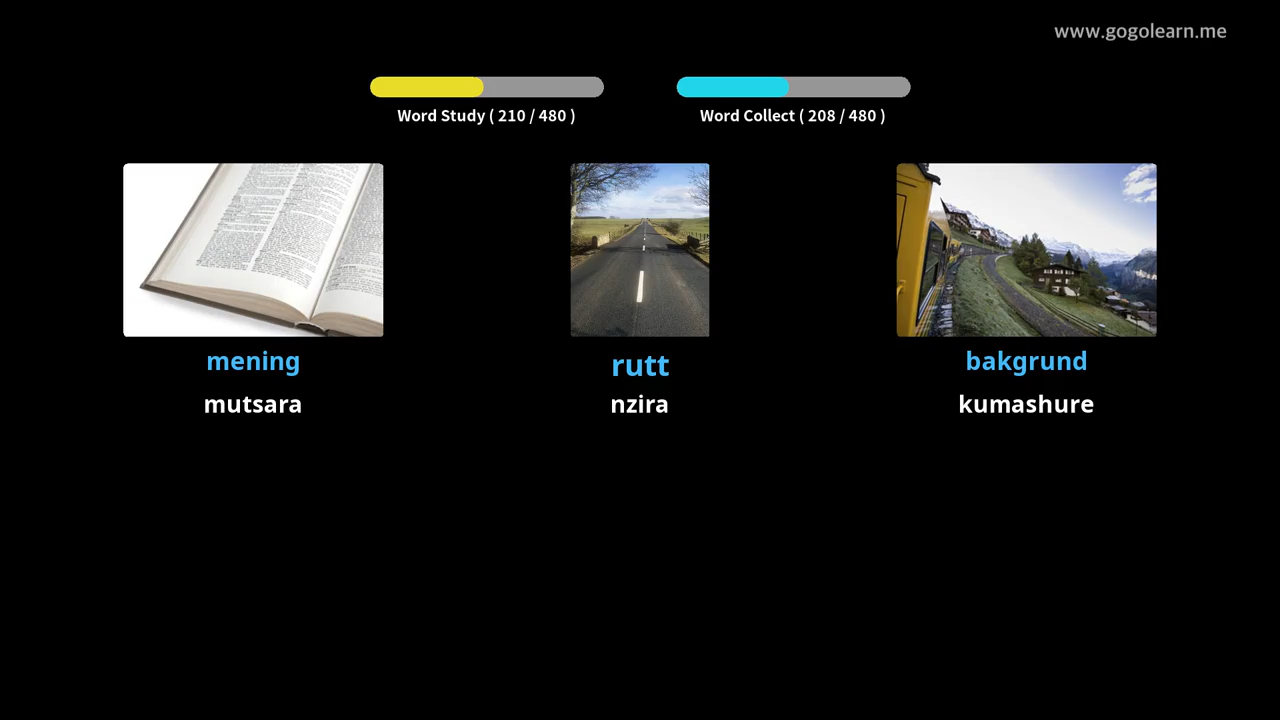 www.gogolearn.me
Word Study ( 210 / 480 )
Word Collect ( 208 / 480 )
mening
rutt
bakgrund
mutsara
nzira
kumashure